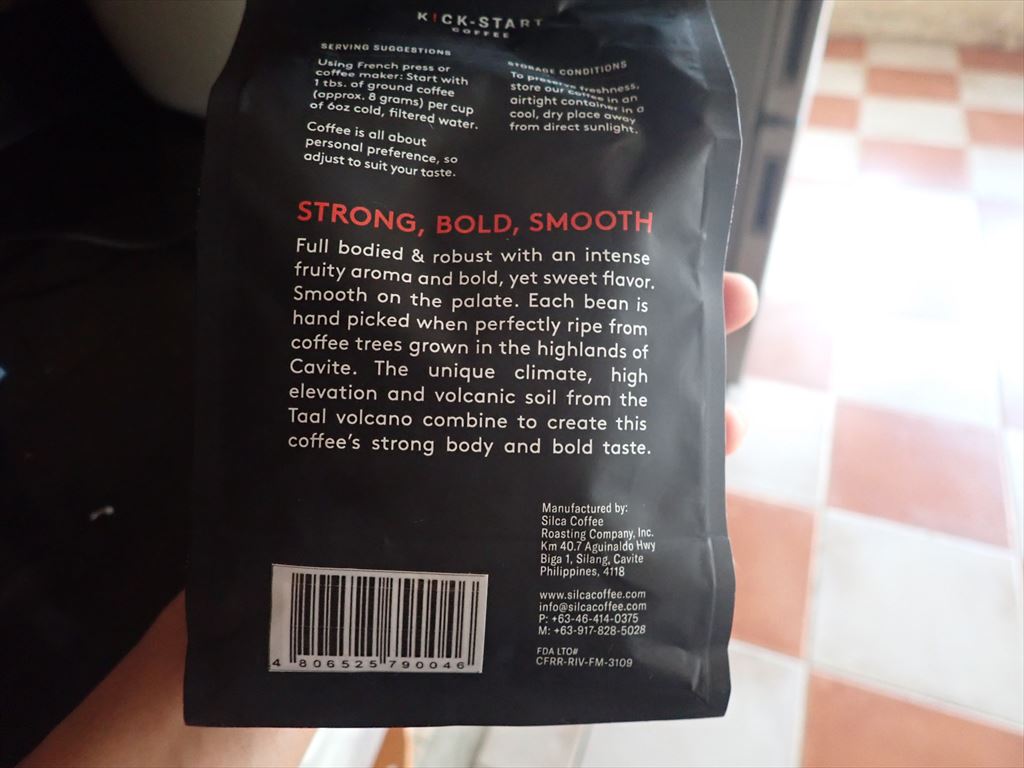 KICK-START
COFFEE
SERVING SUGGESTIONS
Using French press or
coffee maker: Start with
1 tbs. of ground coffee
(approx. 8 grams) per cup
of 6oz cold, filtered water.
Coffee is all about
personal preference, so
adjust to suit your taste.
STORAGE CONDITIONS
To preserve freshness,
store our coffee in an
airtight container in a
cool, dry place away
from direct sunlight.
STRONG, BOLD, SMOOTH
Full bodied & robust with an intense
fruity aroma and bold, yet sweet flavor.
Smooth on the palate. Each bean is
hand picked when perfectly ripe from
coffee trees grown in the highlands of
Cavite. The unique climate, high
elevation and volcanic soil from the
Taal volcano combine to create this
coffee's strong body and bold taste.
Manufactured by:
Silca Coffee
Roasting Company, Inc.
Km 40.7 Aguinaldo Hwy
Biga 1, Silang, Cavite
Philippines, 4118
www.silcacoffee.com
info@silcacoffee.com
P: +63-46-414-0375
M: +63-917-828-5028
FDA LTO#
CFRR-RIV-FM-3109
4 806525 790046